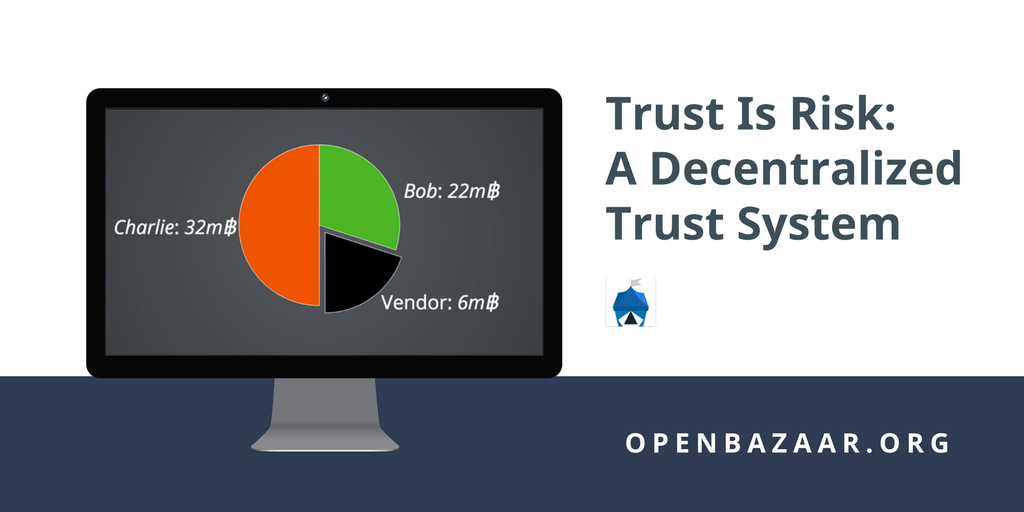 Trust Is Risk:
A Decentralized
Trust System
Bob: 22m฿
Charlie: 32m฿
Vendor: 6m฿
OPENBAZAAR.ORG